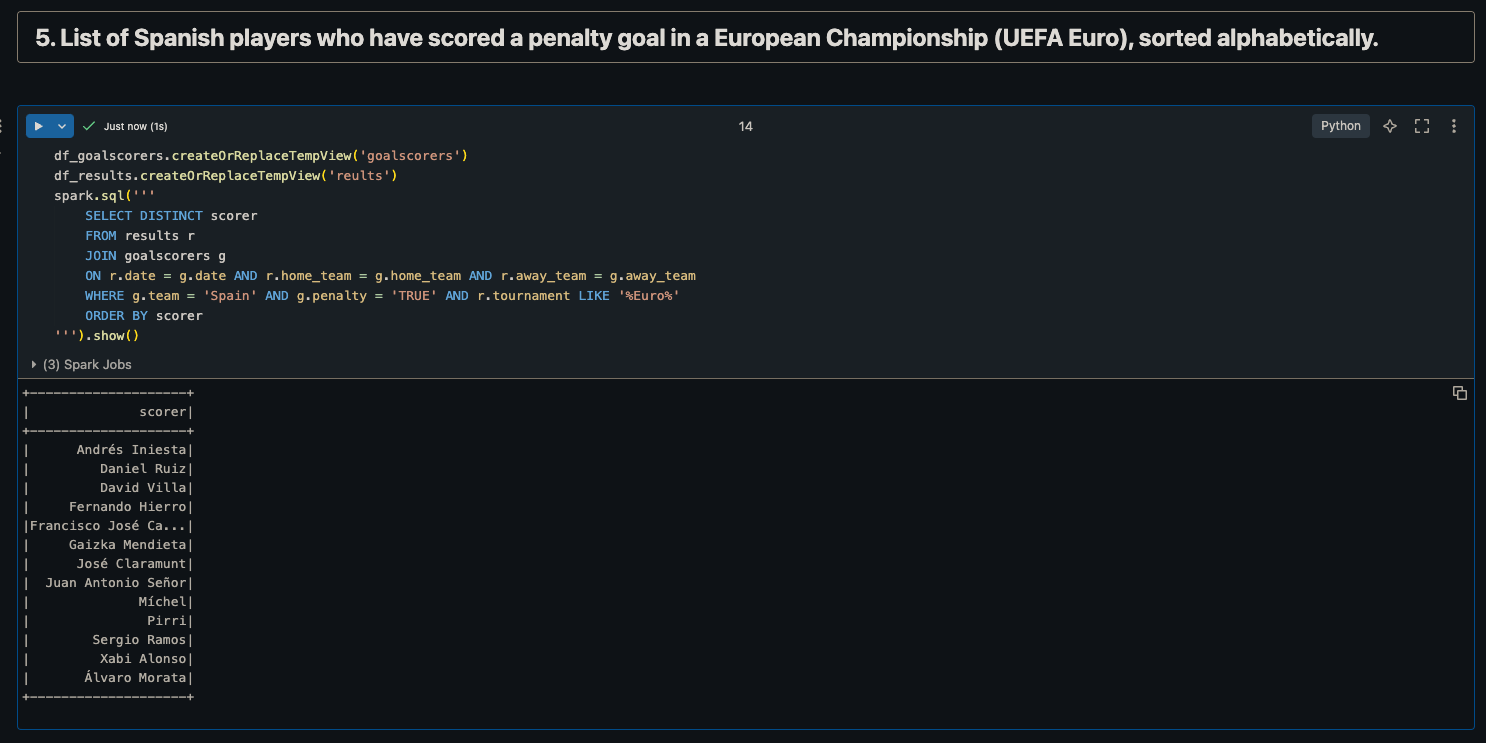 5. List of Spanish players who have scored a penalty goal in a European Championship (UEFA Euro), sorted alphabetically.
Just now (1s)
14
Python
df_goalscorers.createOrReplaceTempView('goalscorers')
df_results.createOrReplaceTempView('reults')
spark.sql('''
    SELECT DISTINCT scorer
    FROM results r
    JOIN goalscorers g
    ON r.date = g.date AND r.home_team = g.home_team AND r.away_team = g.away_team
    WHERE g.team = 'Spain' AND g.penalty = 'TRUE' AND r.tournament LIKE '%Euro%'
    ORDER BY scorer
''').show()
(3) Spark Jobs
+--------------------+
|              scorer|
+--------------------+
|      Andrés Iniesta|
|         Daniel Ruiz|
|         David Villa|
|     Fernando Hierro|
|Francisco José Ca...|
|     Gaizka Mendieta|
|      José Claramunt|
|  Juan Antonio Señor|
|              Míchel|
|               Pirri|
|        Sergio Ramos|
|         Xabi Alonso|
|       Álvaro Morata|
+--------------------+